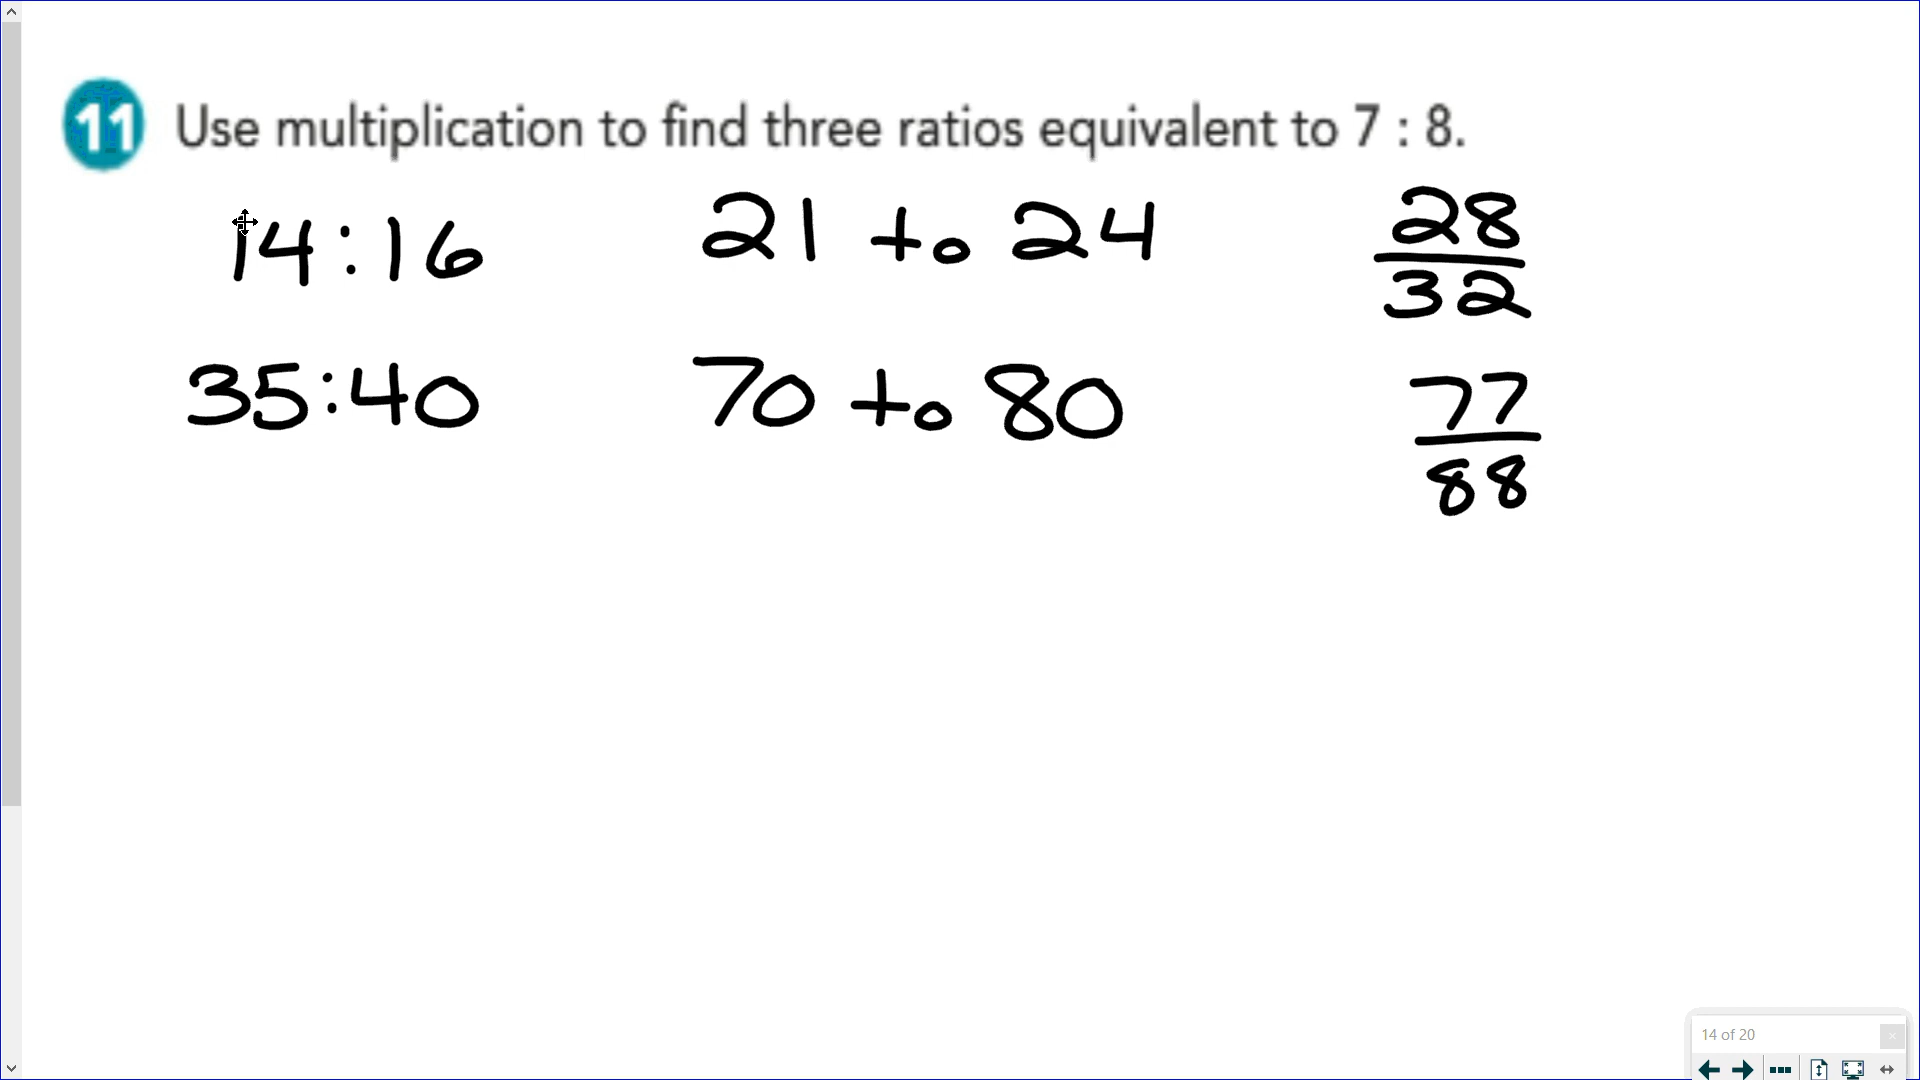 11 Use multiplication to find three ratios equivalent to 7 : 8.
14:16 21 to 24 28/32
35:40 70 to 80 77/88
14 of 20